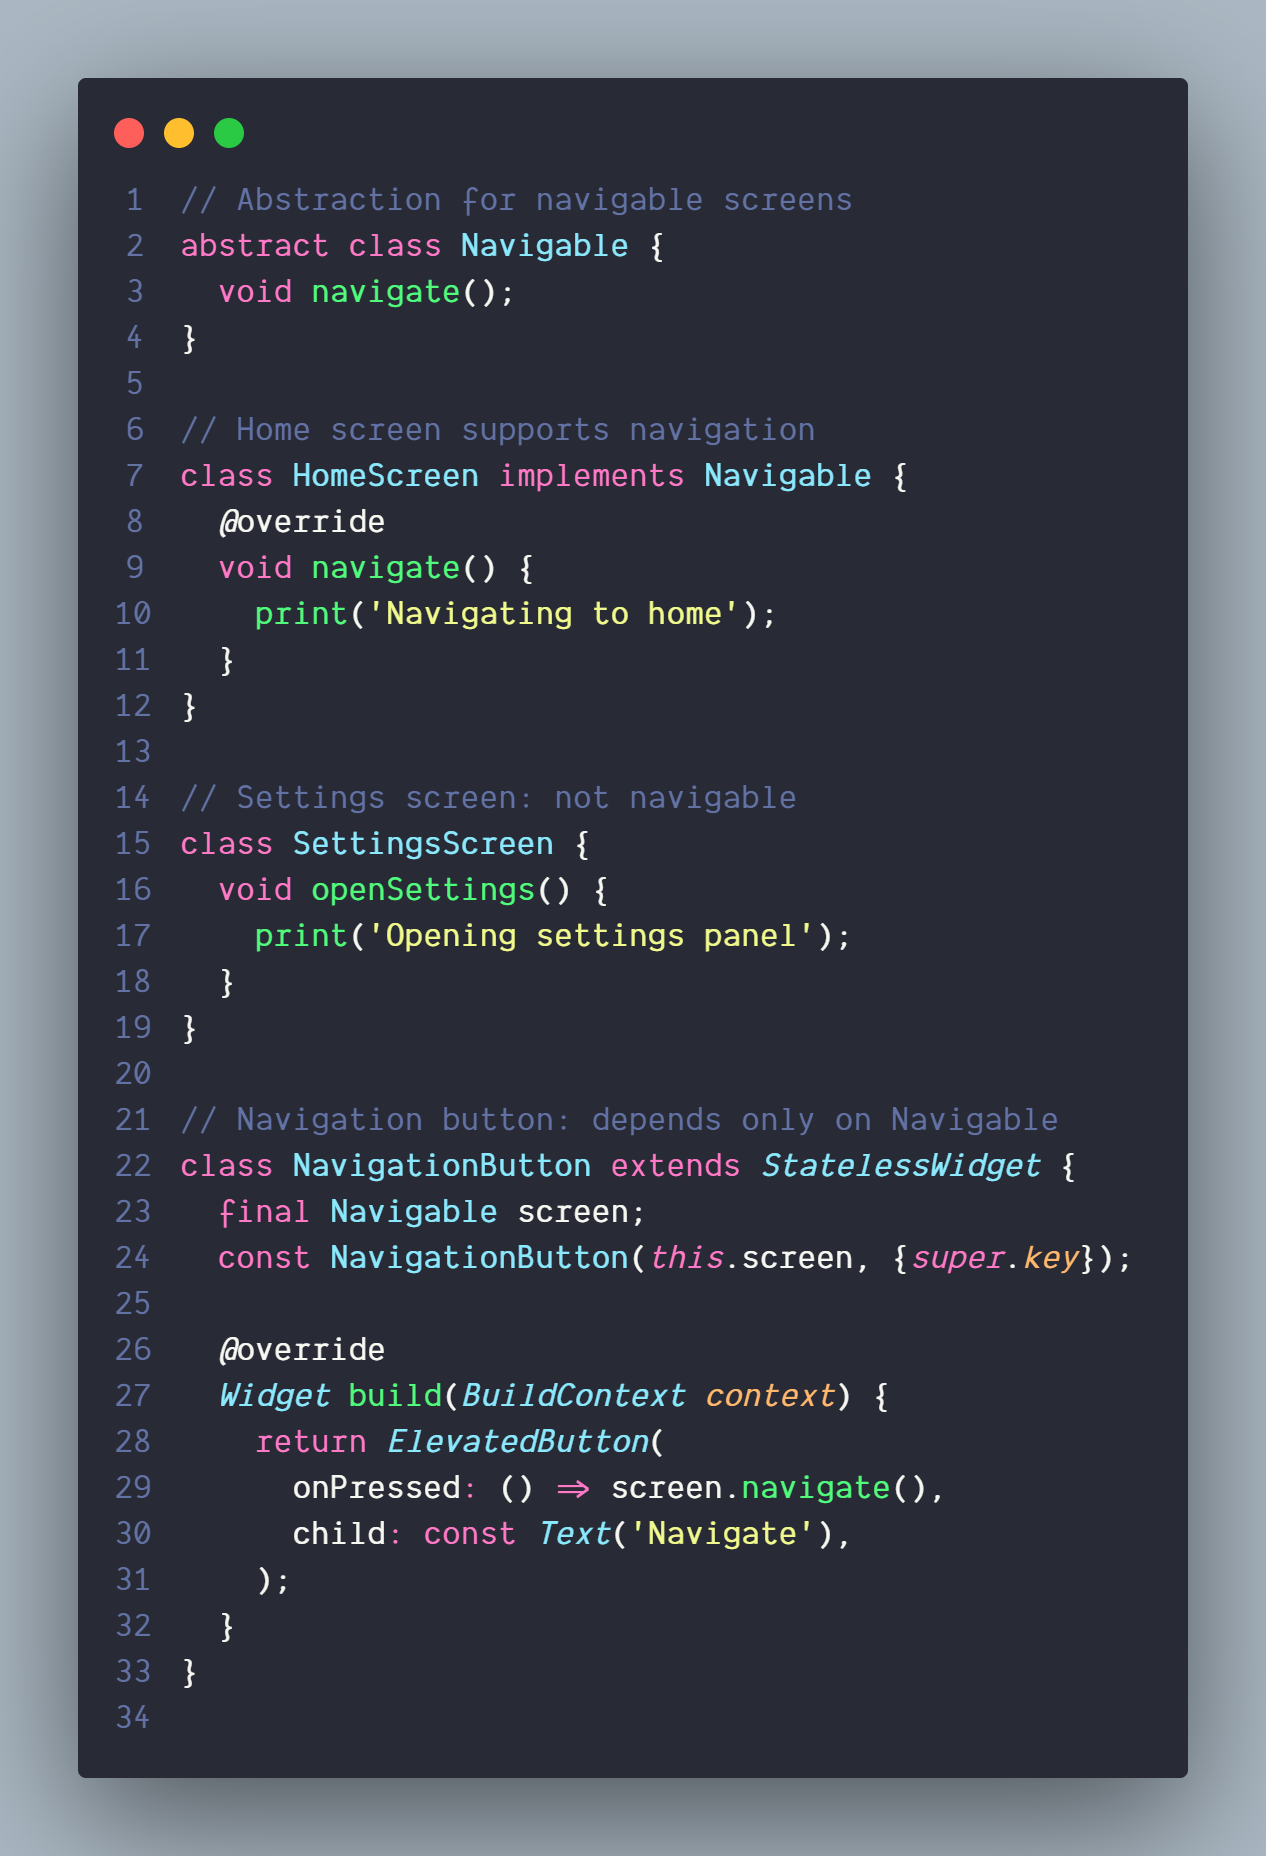 1 // Abstraction for navigable screens
2 abstract class Navigable {
3   void navigate();
4 }
5
6 // Home screen supports navigation
7 class HomeScreen implements Navigable {
8   @override
9   void navigate() {
10     print('Navigating to home');
11   }
12 }
13
14 // Settings screen: not navigable
15 class SettingsScreen {
16   void openSettings() {
17     print('Opening settings panel');
18   }
19 }
20
21 // Navigation button: depends only on Navigable
22 class NavigationButton extends StatelessWidget {
23   final Navigable screen;
24   const NavigationButton(this.screen, {super.key});
25
26   @override
27   Widget build(BuildContext context) {
28     return ElevatedButton(
29       onPressed: () => screen.navigate(),
30       child: const Text('Navigate'),
31     );
32   }
33 }
34